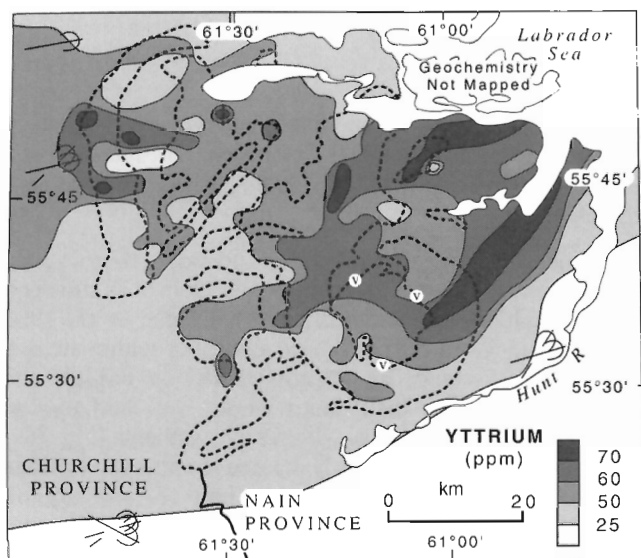 61°30'
61°00'
Labrador
Sea
Geochemistry
Not Mapped
55°45'
55°45'
v
v
v
55°30'
55°30'
Hunt R
YTTRIUM
(ppm)
70
60
50
25
km
0 20
CHURCHILL
PROVINCE
NAIN
PROVINCE
61°30'
61°00'